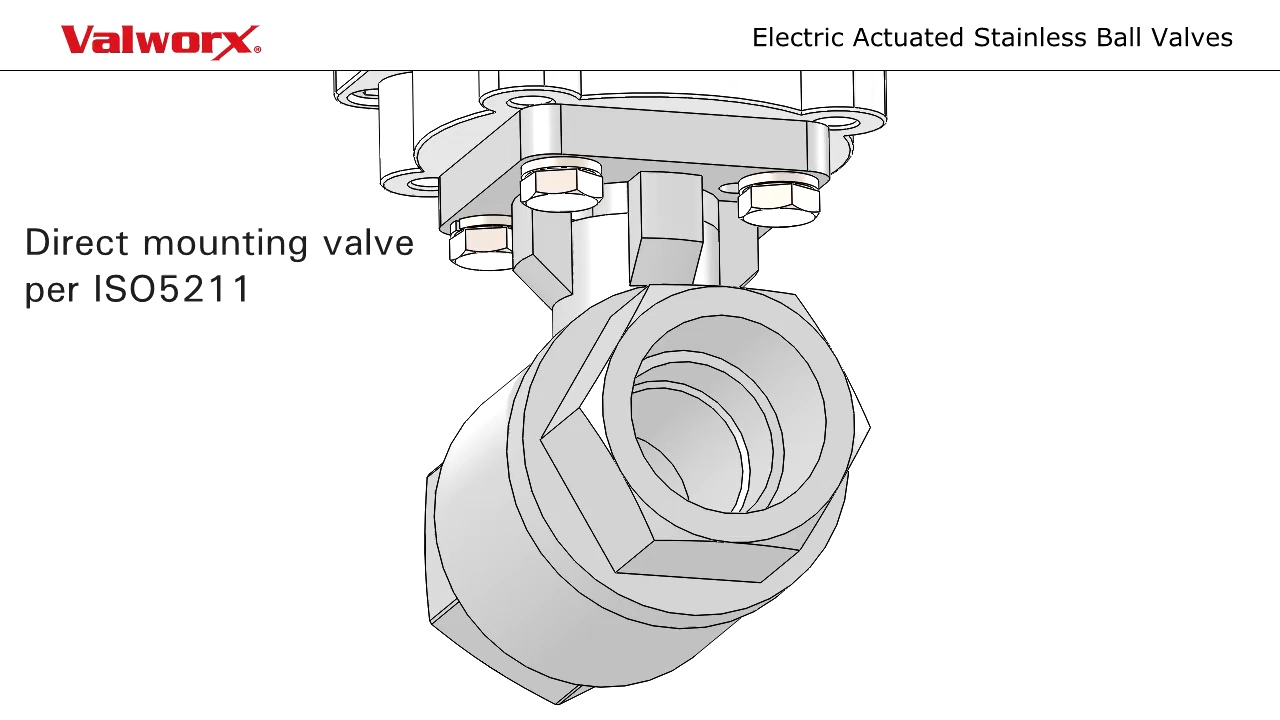 Valworx®
Electric Actuated Stainless Ball Valves
Direct mounting valve
per ISO5211